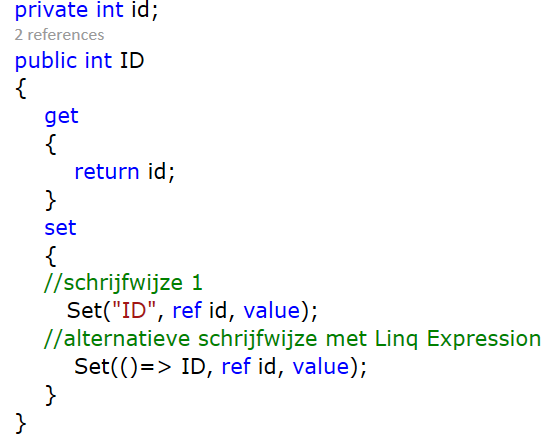 private int id;
2 references
public int ID
{
get
{
return id;
}
set
{
//schrijfwijze 1
Set("ID", ref id, value);
//alternatieve schrijfwijze met Linq Expression
Set(()=> ID, ref id, value);
}
}